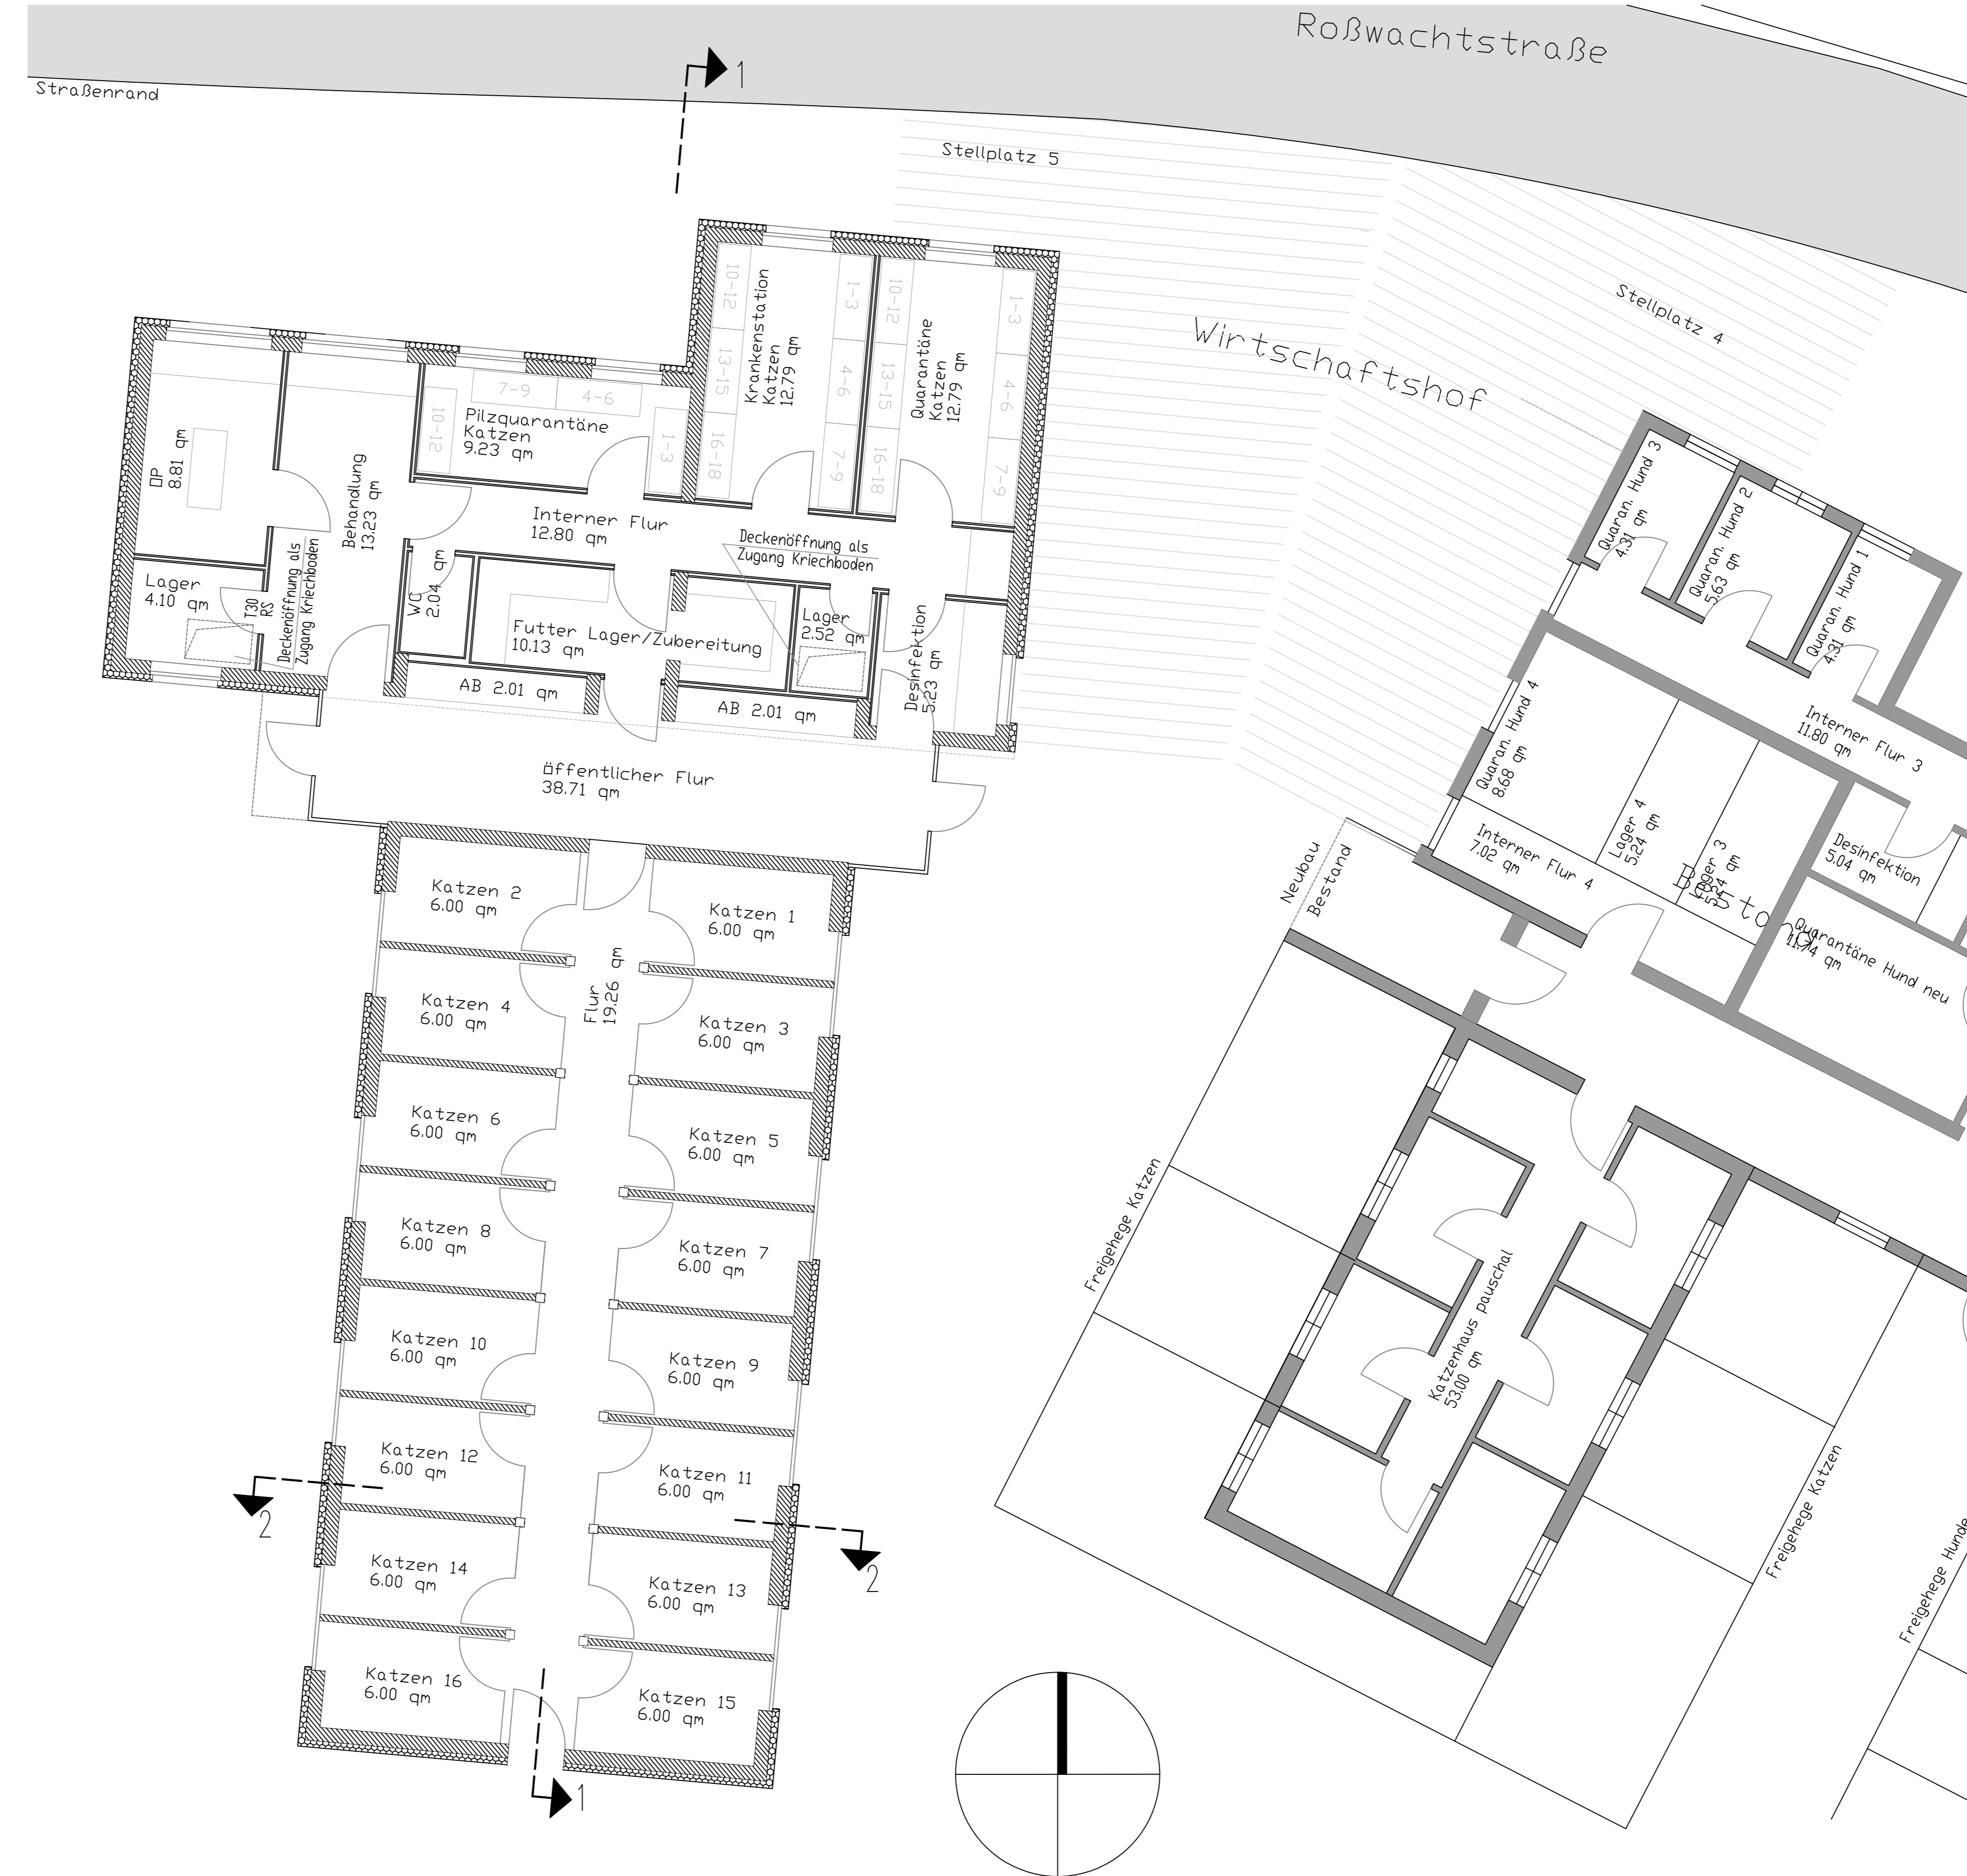 Roßwachtstraße
Straßenrand
1
Stellplatz 5
Stellplatz 4
Wirtschaftshof
10-12
13-15
16-18
Krankenstation
Katzen
12.79 qm
1-3
4-6
7-9
10-12
13-15
16-18
Quarantäne
Katzen
12.79 qm
1-3
4-6
7-9
OP
8.81 qm
Behandlung
13.23 qm
7-9
4-6
10-12
1-3
Pilzquarantäne
Katzen
9.23 qm
Interner Flur
12.80 qm
Deckenöffnung als
Zugang Kriechboden
Lager
4.10 qm
T30
RS
Deckenöffnung als
Zugang Kriechboden
WC
2.04 qm
Futter Lager/Zubereitung
10.13 qm
Lager
2.52 qm
Desinfektion
5.23 qm
AB 2.01 qm
AB 2.01 qm
öffentlicher Flur
38.71 qm
Flur
19.26 qm
Katzen 2
6.00 qm
Katzen 1
6.00 qm
Katzen 4
6.00 qm
Katzen 3
6.00 qm
Katzen 6
6.00 qm
Katzen 5
6.00 qm
Katzen 8
6.00 qm
Katzen 7
6.00 qm
Katzen 10
6.00 qm
Katzen 9
6.00 qm
Katzen 12
6.00 qm
Katzen 11
6.00 qm
Katzen 14
6.00 qm
Katzen 13
6.00 qm
Katzen 16
6.00 qm
Katzen 15
6.00 qm
2
2
1
Quaran. Hund 3
4.31 qm
Quaran. Hund 2
5.63 qm
Quaran. Hund 1
4.31 qm
Interner Flur 3
11.80 qm
Quaran. Hund 4
8.68 qm
Lager 4
5.24 qm
Lager 3
5.24 qm
Interner Flur 4
7.02 qm
Desinfektion
5.04 qm
Bestand
Quarantäne Hund neu
11.74 qm
Neubau
Bestand
Freigehege Katzen
Katzenhaus pauschal
53.00 qm
Freigehege Katzen
Freigehege Hunde